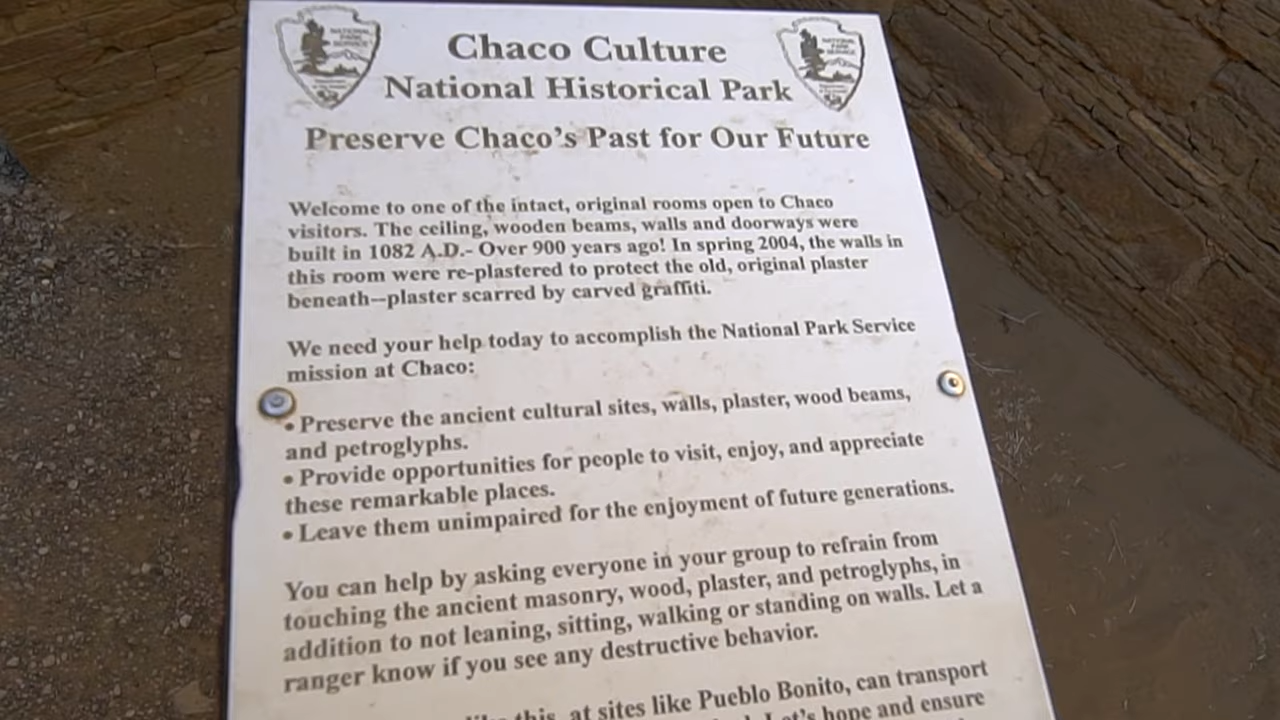 NATIONAL
PARK
SERVICE
Chaco Culture
National Historical Park
NATIONAL
PARK
SERVICE
Preserve Chaco's Past for Our Future
Welcome to one of the intact, original rooms open to Chaco
visitors. The ceiling, wooden beams, walls and doorways were
built in 1082 A.D.- Over 900 years ago! In spring 2004, the walls in
this room were re-plastered to protect the old, original plaster
beneath—plaster scarred by carved graffiti.
We need your help today to accomplish the National Park Service
mission at Chaco:
• Preserve the ancient cultural sites, walls, plaster, wood beams,
and petroglyphs.
• Provide opportunities for people to visit, enjoy, and appreciate
these remarkable places.
• Leave them unimpaired for the enjoyment of future generations.
You can help by asking everyone in your group to refrain from
touching the ancient masonry, wood, plaster, and petroglyphs, in
addition to not leaning, sitting, walking or standing on walls. Let a
ranger know if you see any destructive behavior.
like this, at sites like Pueblo Bonito, can transport
Let's hope and ensure